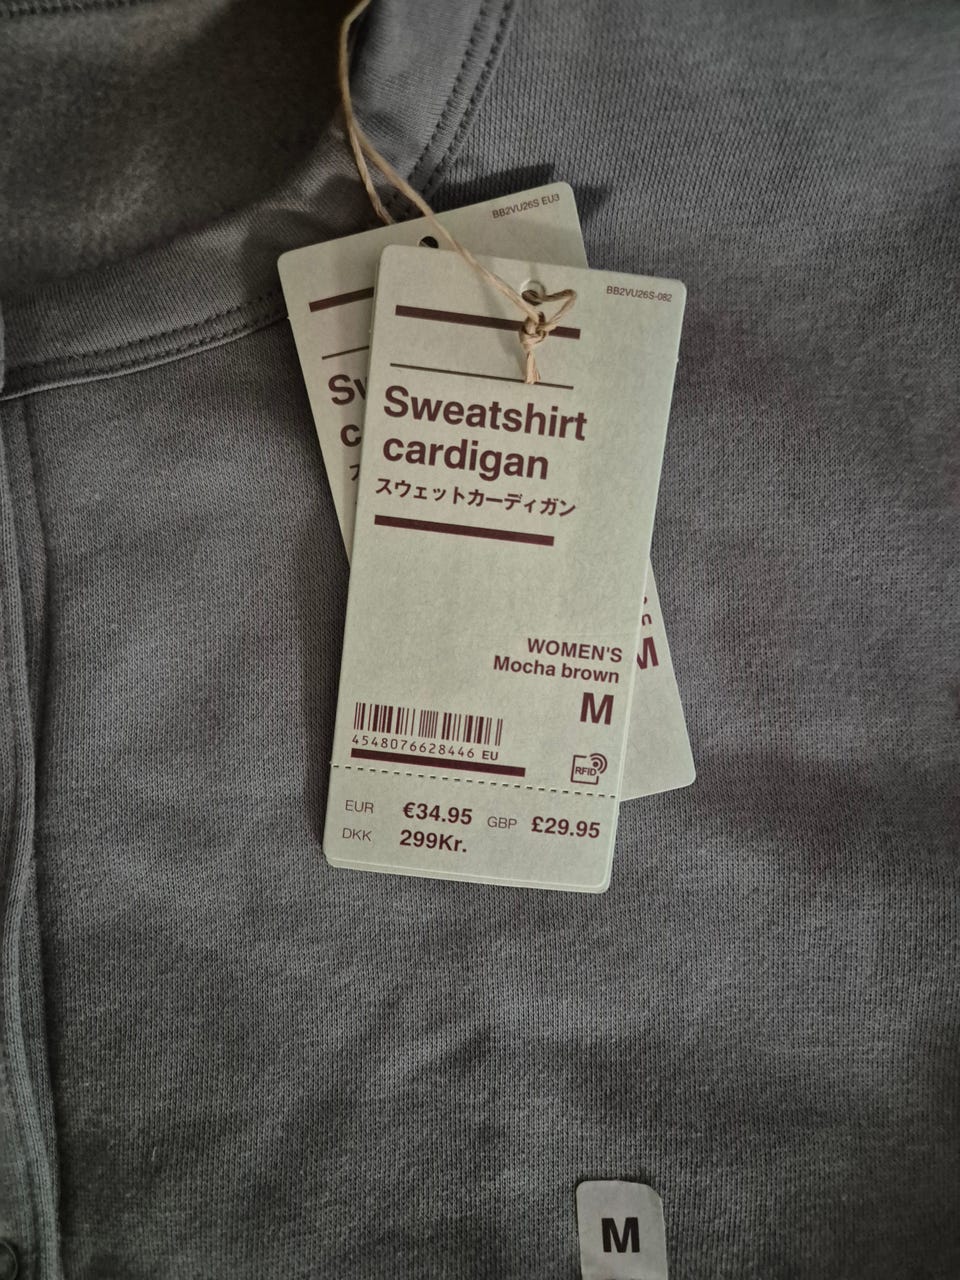 BB2VU26S EU3
BB2VU26S-082
Sweatshirt
cardigan
スウェットカーディガン
WOMEN'S
Mocha brown
M
4548076628446 EU
RFID
EUR €34.95 GBP £29.95
DKK 299Kr.
M
M